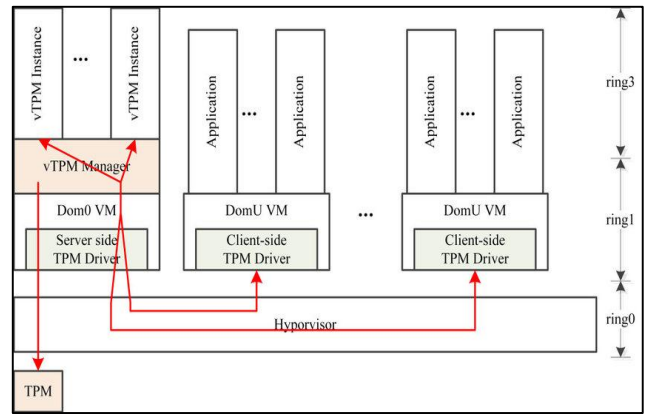 vTPM Instance
...
vTPM Instance
Application
...
Application
Application
...
Application
ring3
vTPM Manager
Dom0 VM
DomU VM
...
DomU VM
ring1
Server side
TPM Driver
Client-side
TPM Driver
Client-side
TPM Driver
Hyporvisor
ring0
TPM